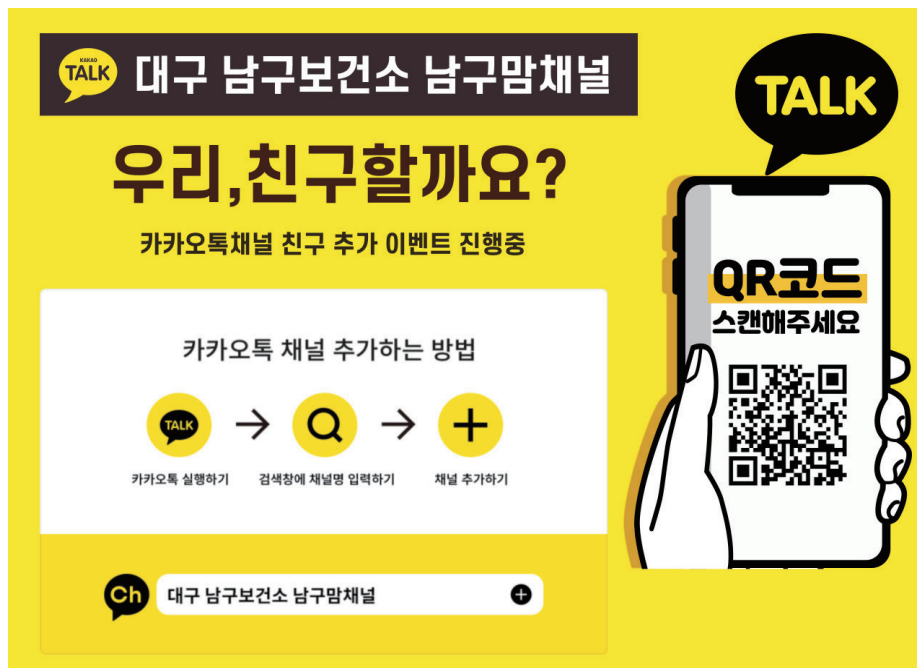 KAKAO
TALK
대구 남구보건소 남구맘채널
우리,친구할까요?
카카오톡채널 친구 추가 이벤트 진행중
카카오톡 채널 추가하는 방법
TALK
카카오톡 실행하기
검색창에 채널명 입력하기
채널 추가하기
Ch
대구 남구보건소 남구맘채널
TALK
QR코드
스캔해주세요